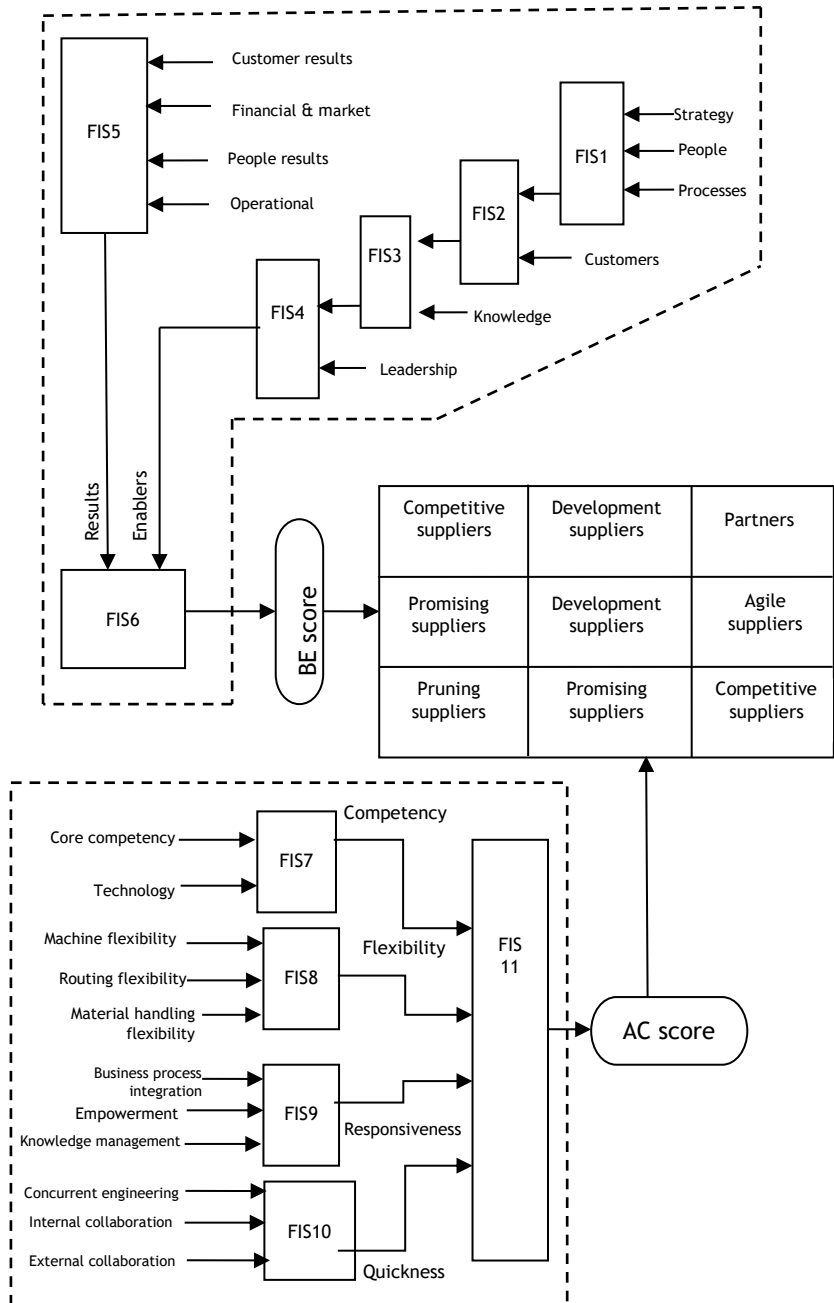 Customer results
Financial & market
People results
Operational
FIS5
Strategy
People
Processes
FIS1
FIS2
Customers
FIS3
Knowledge
FIS4
Leadership
Results
Enablers
FIS6
BE score
Competitive
suppliers
Development
suppliers
Partners
Promising
suppliers
Development
suppliers
Agile
suppliers
Pruning
suppliers
Promising
suppliers
Competitive
suppliers
Competency
Core competency
Technology
FIS7
Machine flexibility
Routing flexibility
Material handling
flexibility
FIS8
Flexibility
FIS
11
AC score
Business process
integration
Empowerment
Knowledge management
FIS9
Responsiveness
Concurrent engineering
Internal collaboration
External collaboration
FIS10
Quickness